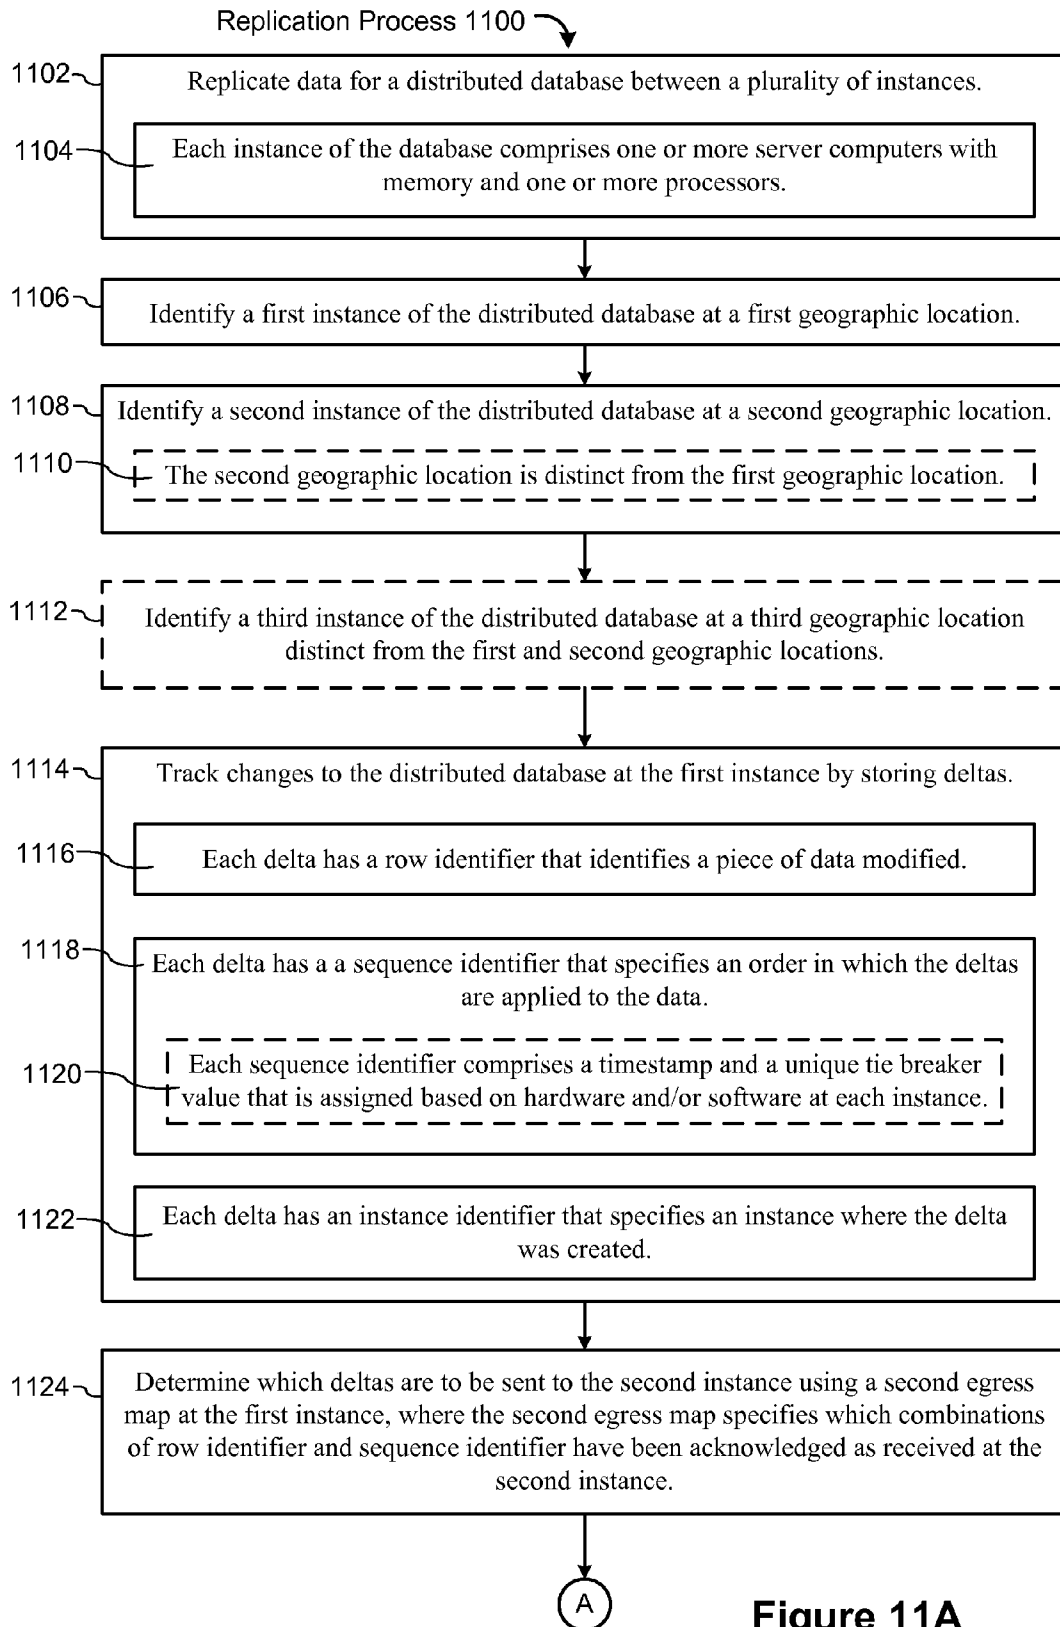 Replication Process 1100
1102
Replicate data for a distributed database between a plurality of instances.
1104
Each instance of the database comprises one or more server computers with
memory and one or more processors.
1106
Identify a first instance of the distributed database at a first geographic location.
1108
Identify a second instance of the distributed database at a second geographic location.
1110
The second geographic location is distinct from the first geographic location.
1112
Identify a third instance of the distributed database at a third geographic location
distinct from the first and second geographic locations.
1114
Track changes to the distributed database at the first instance by storing deltas.
1116
Each delta has a row identifier that identifies a piece of data modified.
1118
Each delta has a a sequence identifier that specifies an order in which the deltas
are applied to the data.
1120
Each sequence identifier comprises a timestamp and a unique tie breaker
value that is assigned based on hardware and/or software at each instance.
1122
Each delta has an instance identifier that specifies an instance where the delta
was created.
1124
Determine which deltas are to be sent to the second instance using a second egress
map at the first instance, where the second egress map specifies which combinations
of row identifier and sequence identifier have been acknowledged as received at the
second instance.
A
Figure 11A